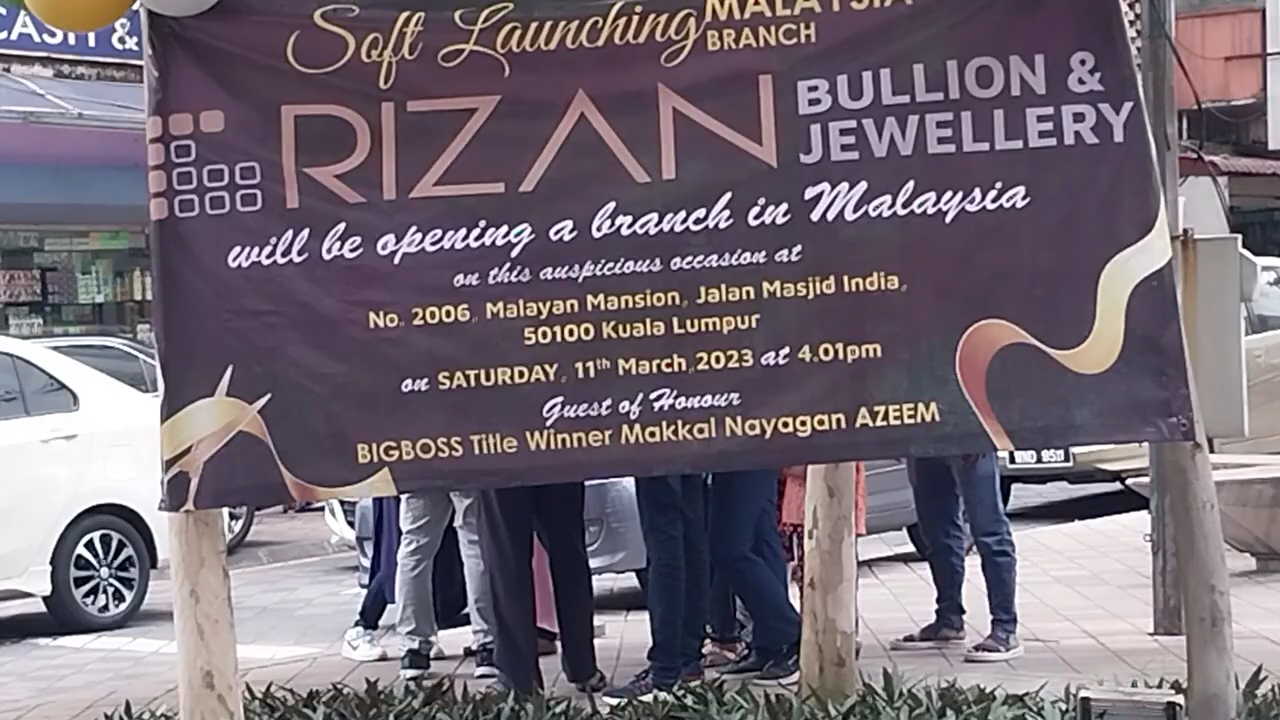 CASH &
Soft Launching MALAYSIA
BRANCH
RIZAN BULLION &
JEWELLERY
will be opening a branch in Malaysia
on this auspicious occasion at
No. 2006, Malayan Mansion, Jalan Masjid India,
50100 Kuala Lumpur
on SATURDAY, 11th March, 2023 at 4.01pm
Guest of Honour
BIGBOSS Title Winner Makkal Nayagan AZEEM